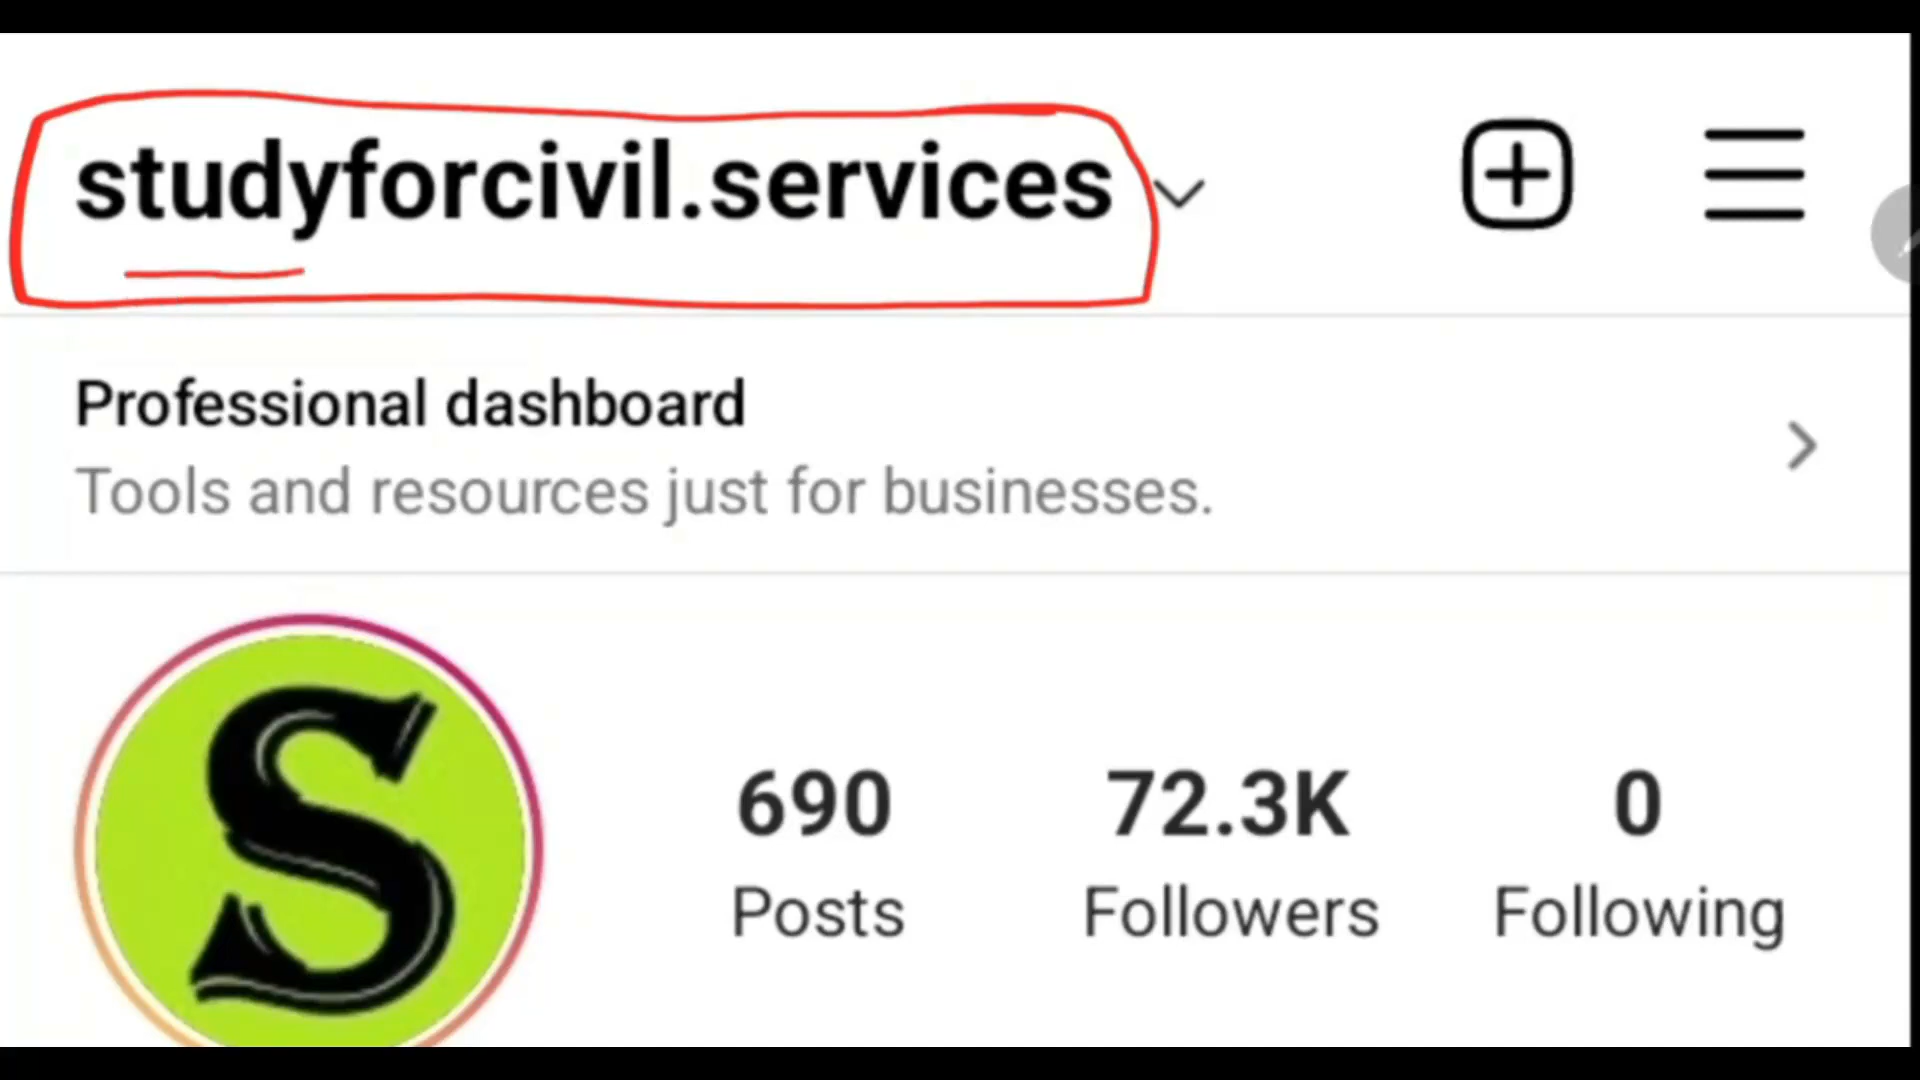 studyforcivil.services
Professional dashboard
Tools and resources just for businesses.
S
690 72.3K 0
Posts Followers Following